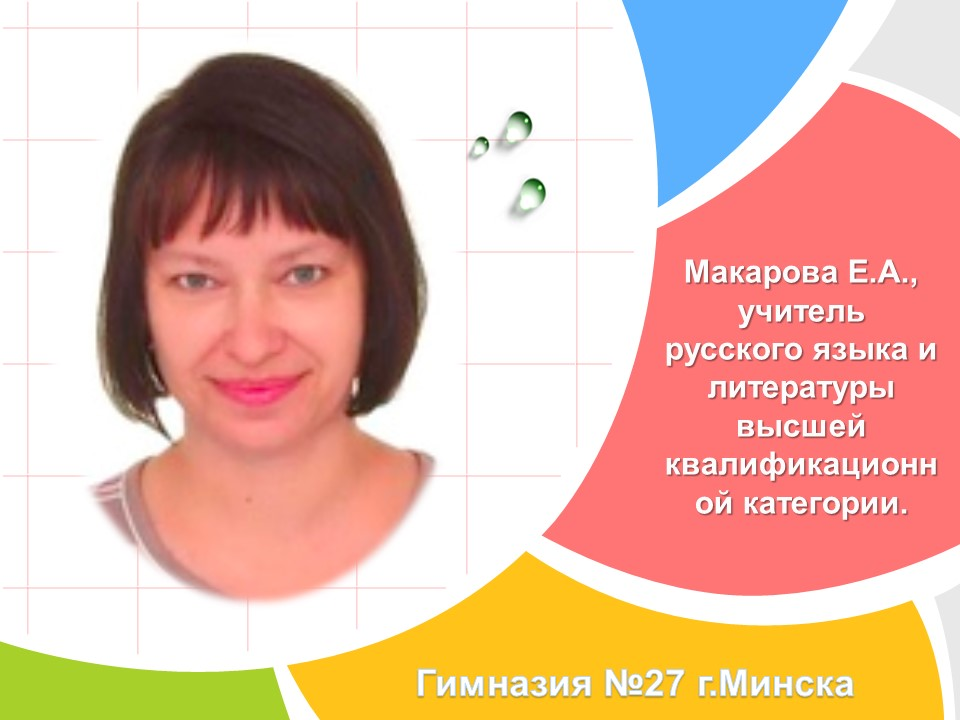 Макарова Е.А.,
учитель
русского языка и
литературы
высшей
квалификационн
ой категории.
Гимназия №27 г.Минска